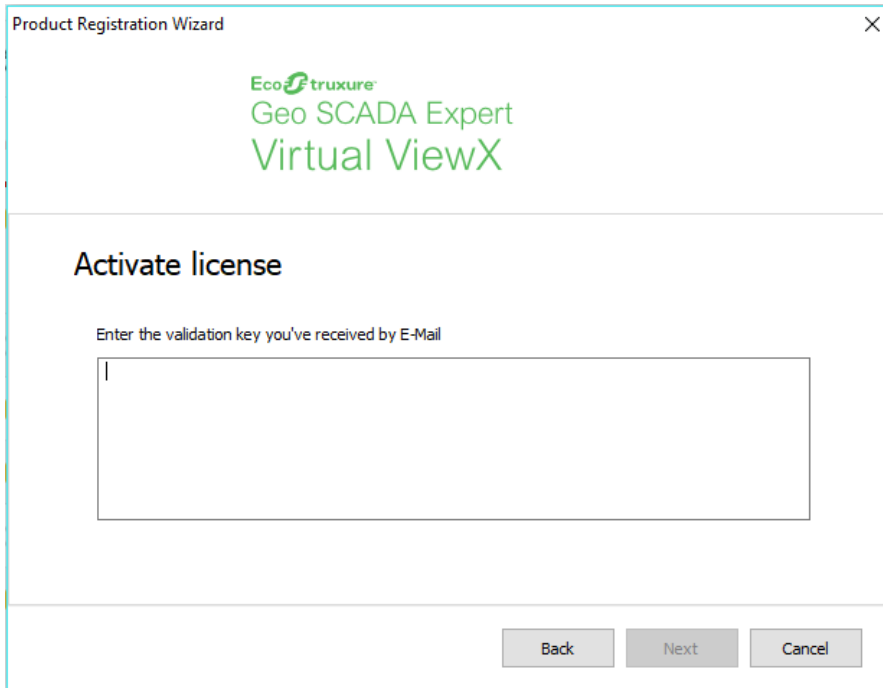 Product Registration Wizard
EcoStruxure™
Geo SCADA Expert
Virtual ViewX
Activate license
Enter the validation key you've received by E-Mail
Back Next Cancel